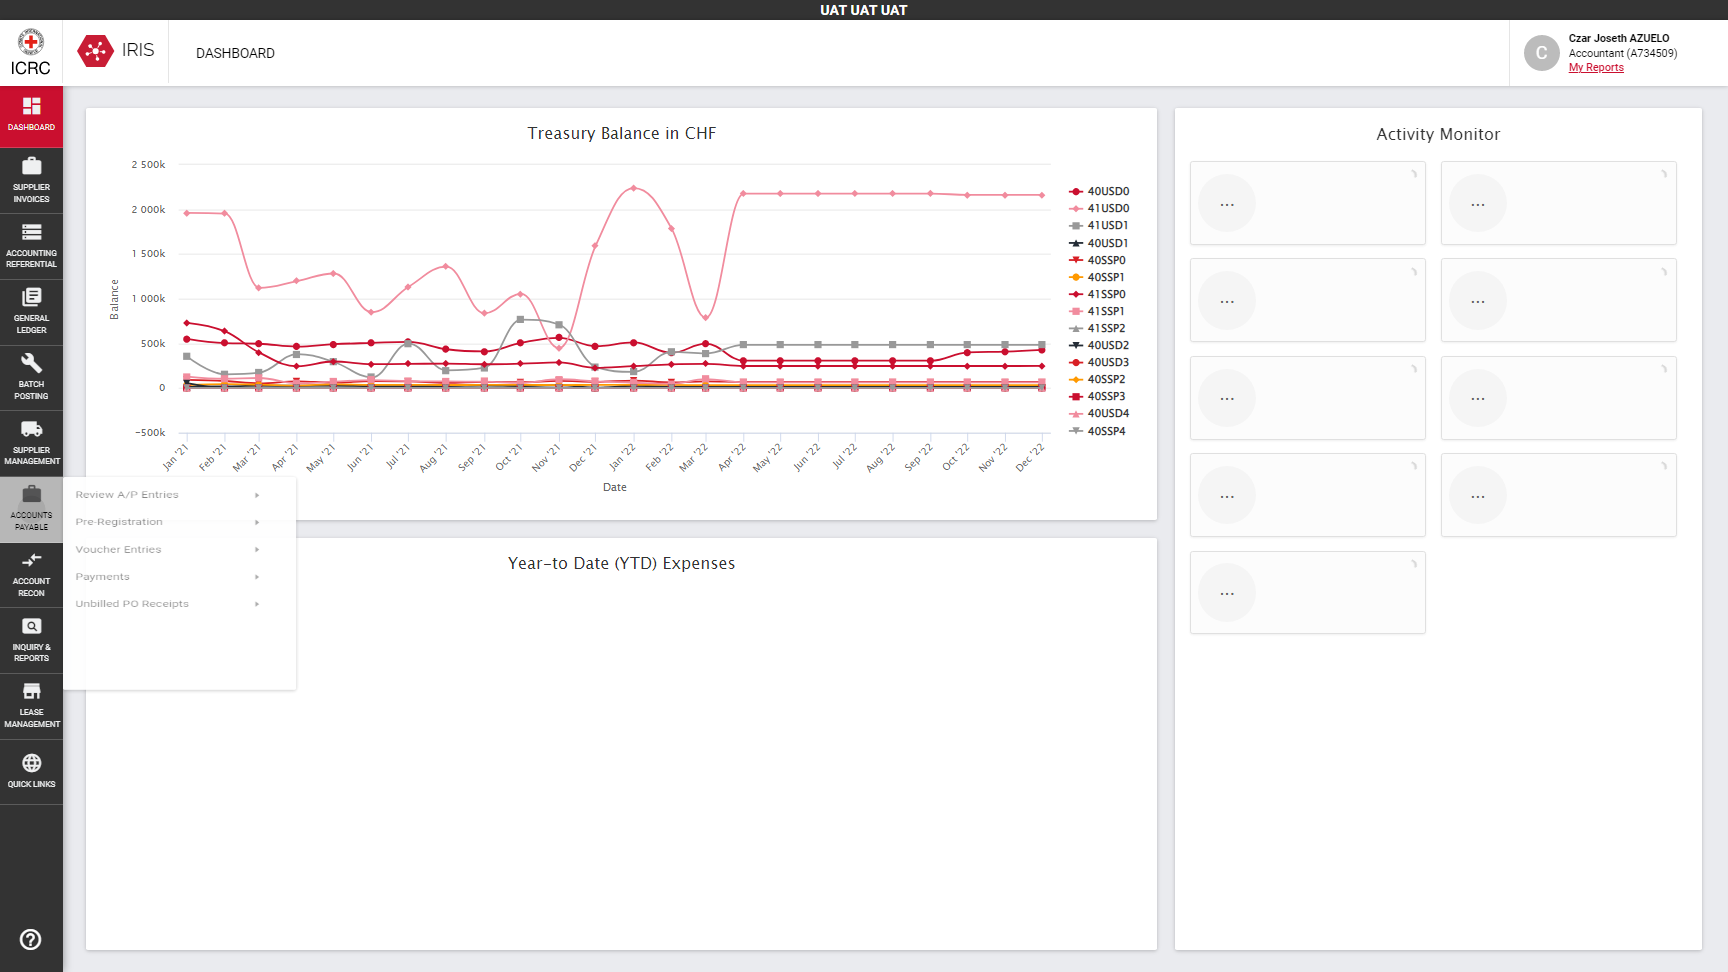 UAT UAT UAT
ICRC
IRIS
DASHBOARD
C
Czar Joseth AZUELO
Accountant (A734509)
My Reports
DASHBOARD
SUPPLIER
INVOICES
ACCOUNTING
REFERENTIAL
GENERAL
LEDGER
BATCH
POSTING
SUPPLIER
MANAGEMENT
ACCOUNTS
PAYABLE
ACCOUNT
RECON
INQUIRY &
REPORTS
LEASE
MANAGEMENT
QUICK LINKS
Review A/P Entries
Pre-Registration
Voucher Entries
Payments
Unbilled PO Receipts
Treasury Balance in CHF
2 500k
2 000k
1 500k
1 000k
500k
0
-500k
Balance
Jan '21
Feb '21
Mar '21
Apr '21
May '21
Jun '21
Jul '21
Aug '21
Sep '21
Oct '21
Nov '21
Dec '21
Jan '22
Feb '22
Mar '22
Apr '22
May '22
Jun '22
Jul '22
Aug '22
Sep '22
Oct '22
Nov '22
Dec '22
Date
40USD0
41USD0
41USD1
40USD1
40SSP0
40SSP1
41SSP0
41SSP1
41SSP2
40USD2
40USD3
40SSP2
40SSP3
40USD4
40SSP4
Year-to Date (YTD) Expenses
Activity Monitor
...
...
...
...
...
...
...
...
...